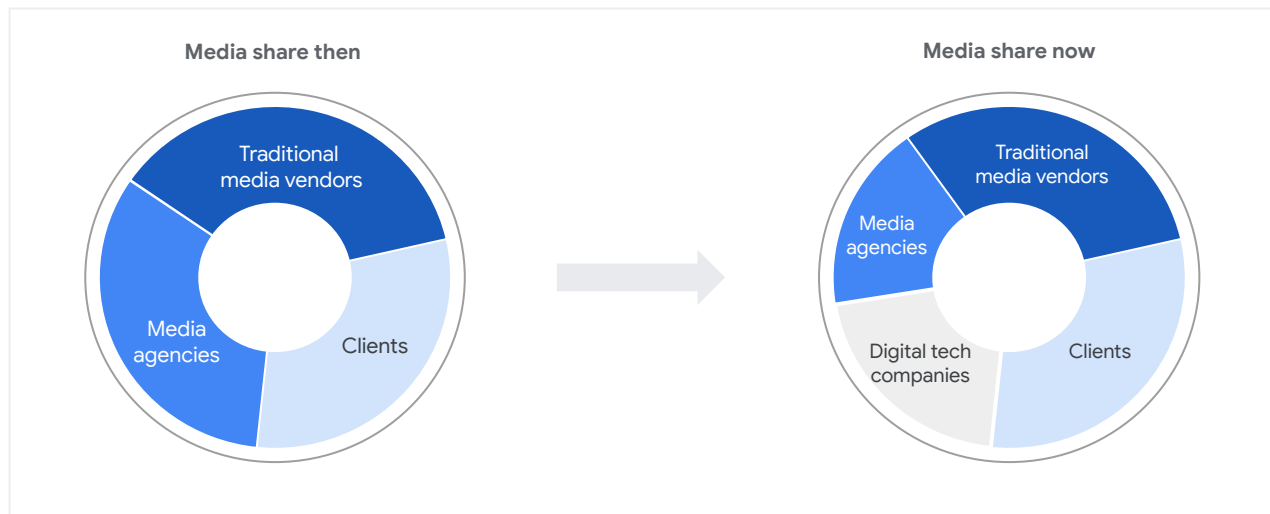 Media share then
Traditional
media vendors
Media
agencies
Clients
Media share now
Traditional
media vendors
Media
agencies
Digital tech
companies
Clients